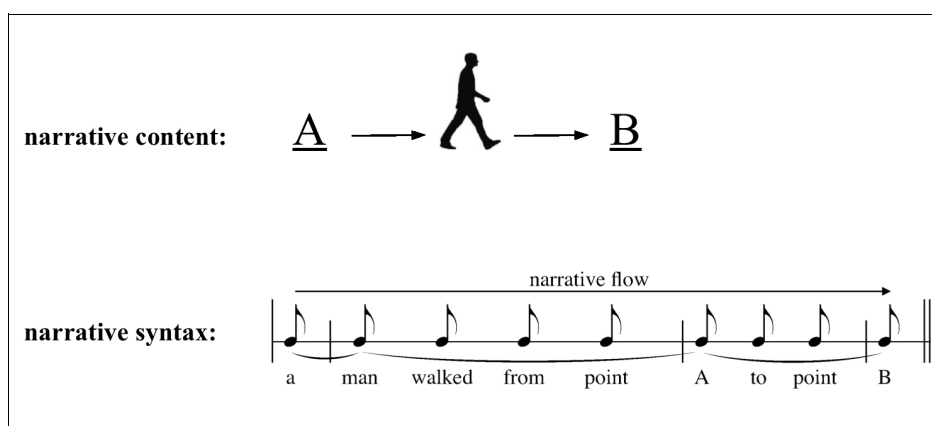 narrative content: A B
narrative flow
narrative syntax:
a man walked from point A to point B